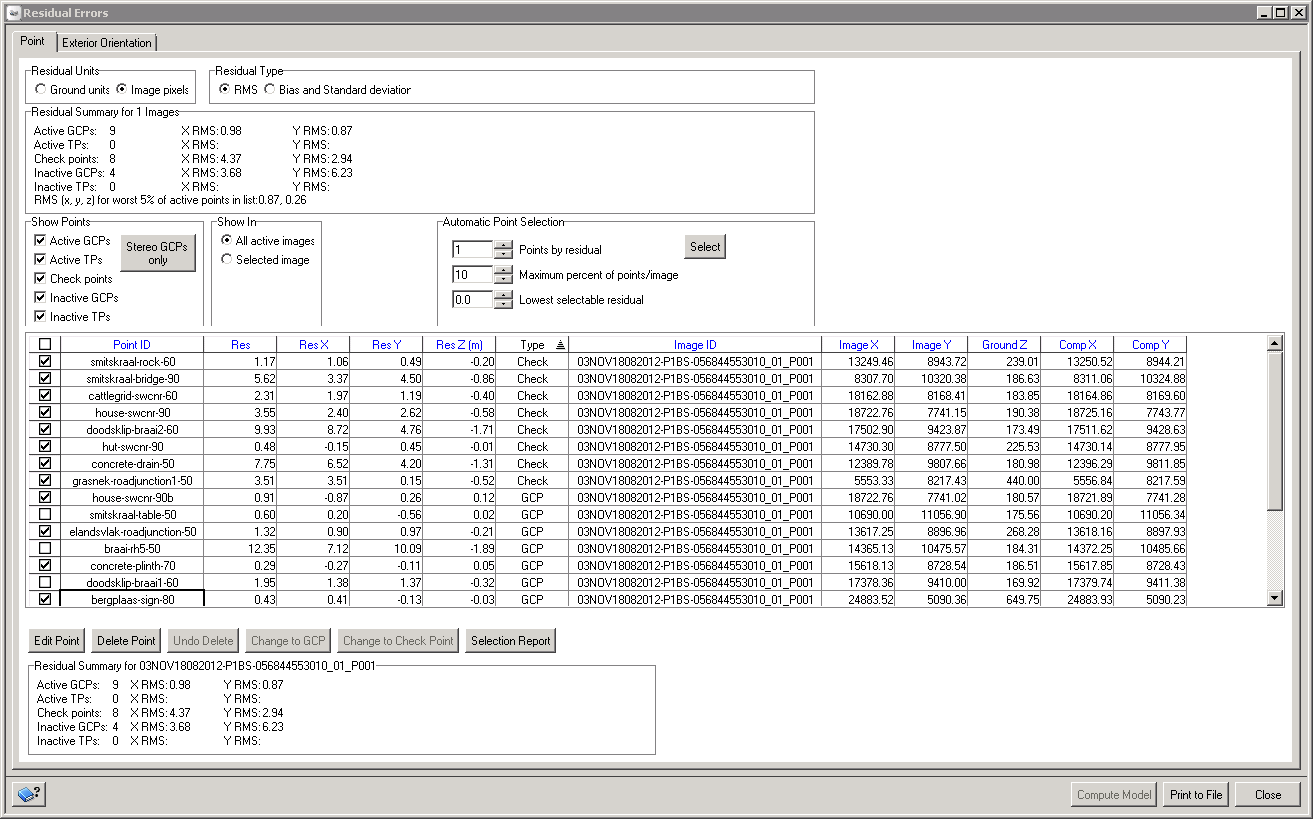 Residual Errors
Point Exterior Orientation
Residual Units Residual Type
Ground units Image pixels RMS Bias and Standard deviation
Residual Summary for 1 Images
Active GCPs: 9 X RMS: 0.98 Y RMS: 0.87
Active TPs: 0 X RMS: Y RMS:
Check points: 8 X RMS: 4.37 Y RMS: 2.94
Inactive GCPs: 4 X RMS: 3.68 Y RMS: 6.23
Inactive TPs: 0 X RMS: Y RMS:
RMS (x, y, z) for worst 5% of active points in list:0.87, 0.26
Show Points Show In Automatic Point Selection
Active GCPs Stereo GCPs only All active images 1 Points by residual Select
Active TPs Selected image 10 Maximum percent of points/image
Check points
Inactive GCPs 0.0 Lowest selectable residual
Inactive TPs
Point ID Res Res X Res Y Res Z (m) Type Image ID Image X Image Y Ground Z Comp X Comp Y
smitskraal-rock-60 1.17 1.06 0.49 -0.20 Check 03NOV18082012-P1BS-056844553010_01_P001 13249.46 8943.72 239.01 13250.52 8944.21
smitskraal-bridge-90 5.62 3.37 4.50 -0.86 Check 03NOV18082012-P1BS-056844553010_01_P001 8307.70 10320.38 186.63 8311.06 10324.88
cattlegrid-swcnr-60 2.31 1.97 1.19 -0.40 Check 03NOV18082012-P1BS-056844553010_01_P001 18162.88 8168.41 183.85 18164.86 8169.60
house-swcnr-90 3.55 2.40 2.62 -0.58 Check 03NOV18082012-P1BS-056844553010_01_P001 18722.76 7741.15 190.38 18725.16 7743.77
doodsklip-braai2-60 9.93 8.72 4.76 -1.71 Check 03NOV18082012-P1BS-056844553010_01_P001 17502.90 9423.87 173.49 17511.62 9428.63
hut-swcnr-90 0.48 -0.15 0.45 -0.01 Check 03NOV18082012-P1BS-056844553010_01_P001 14730.30 8777.50 225.53 14730.14 8777.95
concrete-drain-50 7.75 6.52 4.20 -1.31 Check 03NOV18082012-P1BS-056844553010_01_P001 12389.78 9807.66 180.98 12396.29 9811.85
grasnek-roadjunction1-50 3.51 3.51 0.15 -0.52 Check 03NOV18082012-P1BS-056844553010_01_P001 5553.33 8217.43 440.00 5556.84 8217.59
house-swcnr-90b 0.91 -0.87 0.26 0.12 GCP 03NOV18082012-P1BS-056844553010_01_P001 18722.76 7741.02 180.57 18721.89 7741.28
smitskraal-table-50 0.60 0.20 -0.56 0.02 GCP 03NOV18082012-P1BS-056844553010_01_P001 10690.00 11056.90 175.56 10690.20 11056.34
elandsvlak-roadjunction-50 1.32 0.90 0.97 -0.21 GCP 03NOV18082012-P1BS-056844553010_01_P001 13617.25 8896.96 268.28 13618.16 8897.93
braai-rh5-50 12.35 7.12 10.09 -1.89 GCP 03NOV18082012-P1BS-056844553010_01_P001 14365.13 10475.57 184.31 14372.25 10485.66
concrete-plinth-70 0.29 -0.27 -0.11 0.05 GCP 03NOV18082012-P1BS-056844553010_01_P001 15618.13 8728.54 186.51 15617.85 8728.43
doodsklip-braai1-60 1.95 1.38 1.37 -0.32 GCP 03NOV18082012-P1BS-056844553010_01_P001 17378.36 9410.00 169.92 17379.74 9411.38
bergplaas-sign-80 0.43 0.41 -0.13 -0.03 GCP 03NOV18082012-P1BS-056844553010_01_P001 24883.52 5090.36 649.75 24883.93 5090.23
Edit Point Delete Point Undo Delete Change to GCP Change to Check Point Selection Report
Residual Summary for 03NOV18082012-P1BS-056844553010_01_P001
Active GCPs: 9 X RMS: 0.98 Y RMS: 0.87
Active TPs: 0 X RMS: Y RMS:
Check points: 8 X RMS: 4.37 Y RMS: 2.94
Inactive GCPs: 4 X RMS: 3.68 Y RMS: 6.23
Inactive TPs: 0 X RMS: Y RMS:
? Compute Model Print to File Close